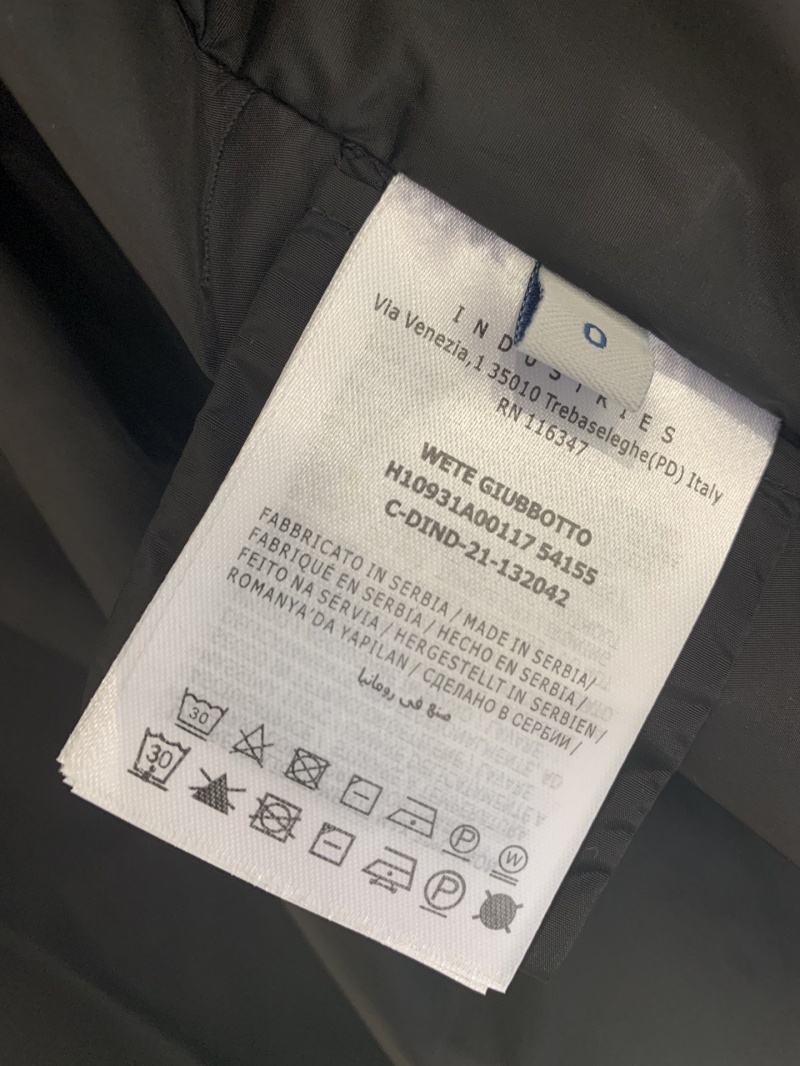 0
INDUSTRIES
Via Venezia,1 35010 Trebaseleghe(PD) Italy
RN 116347
WETE GIUBBOTTO
H10931A00117 54155
C-DIND-21-132042
FABBRICATO IN SERBIA / MADE IN SERBIA/
FABRIQUÉ EN SERBIA / HECHO EN SERBIA /
FEITO NA SERVIA / HERGESTELLT IN SERBIEN /
ROMANYA'DA YAPILAN / СДЕЛАНО В СЕРБИИ /
صنع في رومانيا
30 P W
30 P